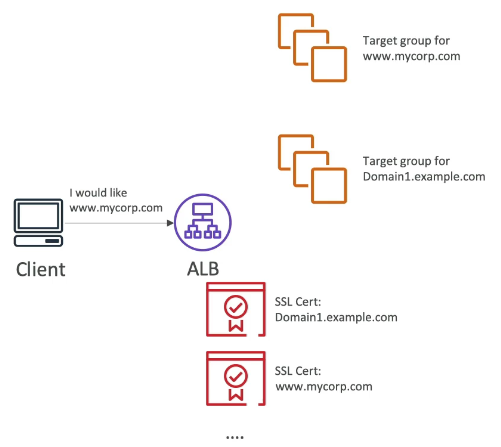 Target group for
www.mycorp.com
Target group for
Domain1.example.com
I would like
www.mycorp.com
Client
ALB
SSL Cert:
Domain1.example.com
SSL Cert:
www.mycorp.com
....